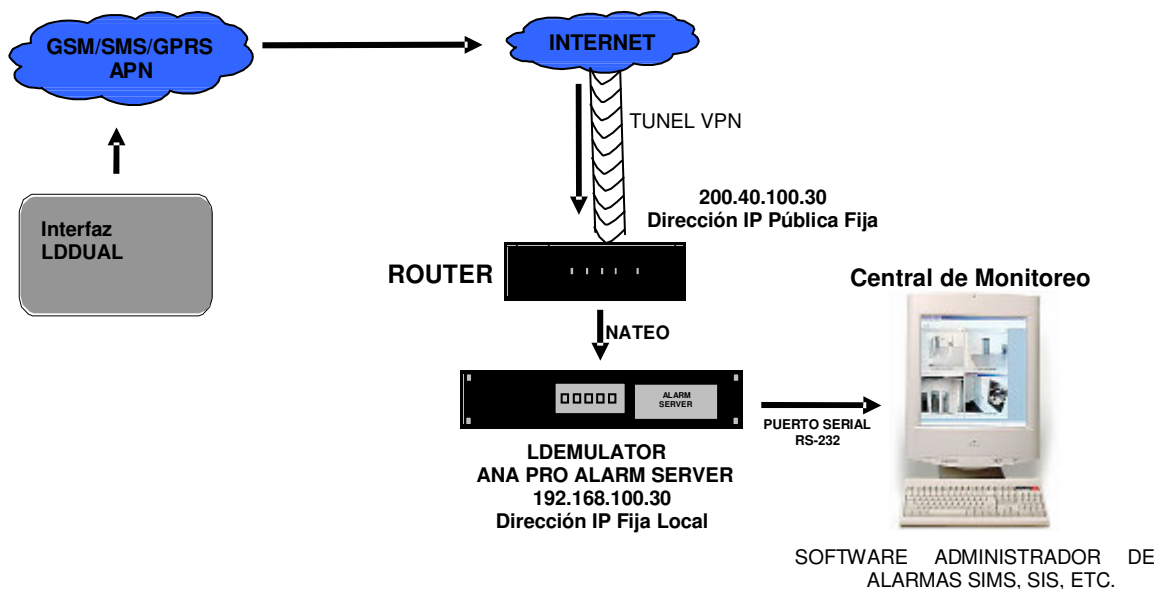 GSM/SMS/GPRS
APN
INTERNET
TUNEL VPN
Interfaz
LDDUAL
200.40.100.30
Dirección IP Pública Fija
ROUTER
Central de Monitoreo
NATEO
ALARM
SERVER
PUERTO SERIAL
RS-232
LDEMULATOR
ANA PRO ALARM SERVER
192.168.100.30
Dirección IP Fija Local
SOFTWARE ADMINISTRADOR DE
ALARMAS SIMS, SIS, ETC.